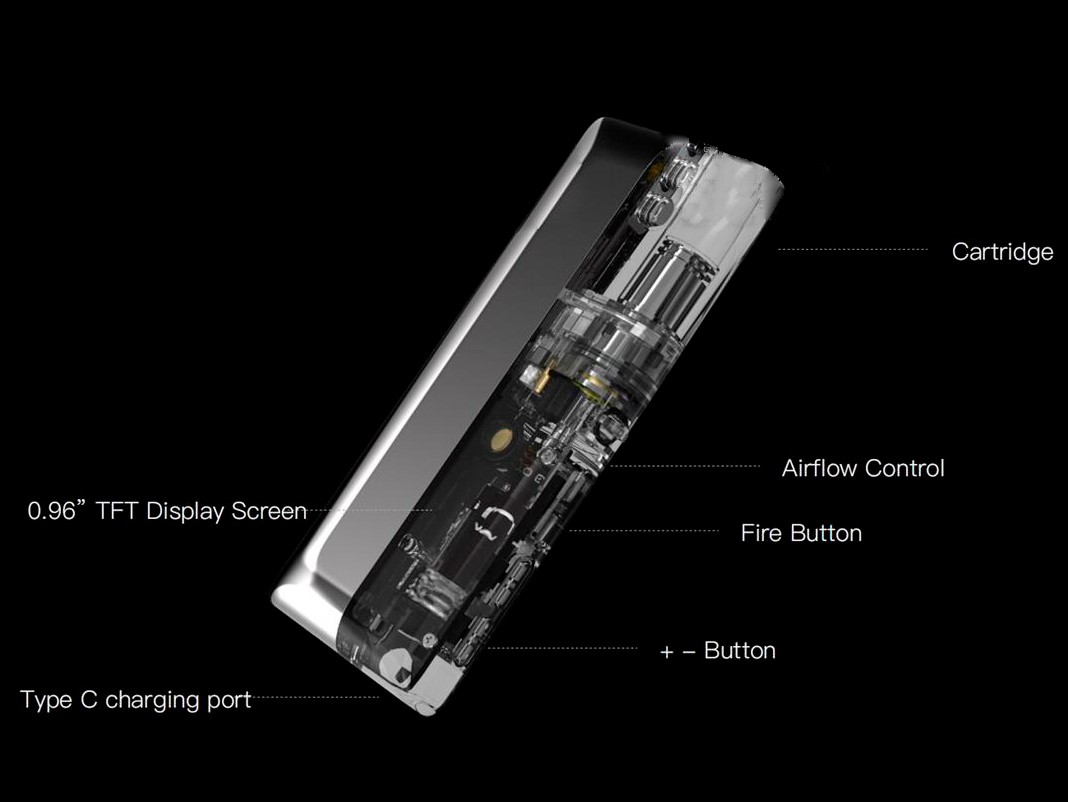 Cartridge
Airflow Control
0.96” TFT Display Screen
Fire Button
+ – Button
Type C charging port